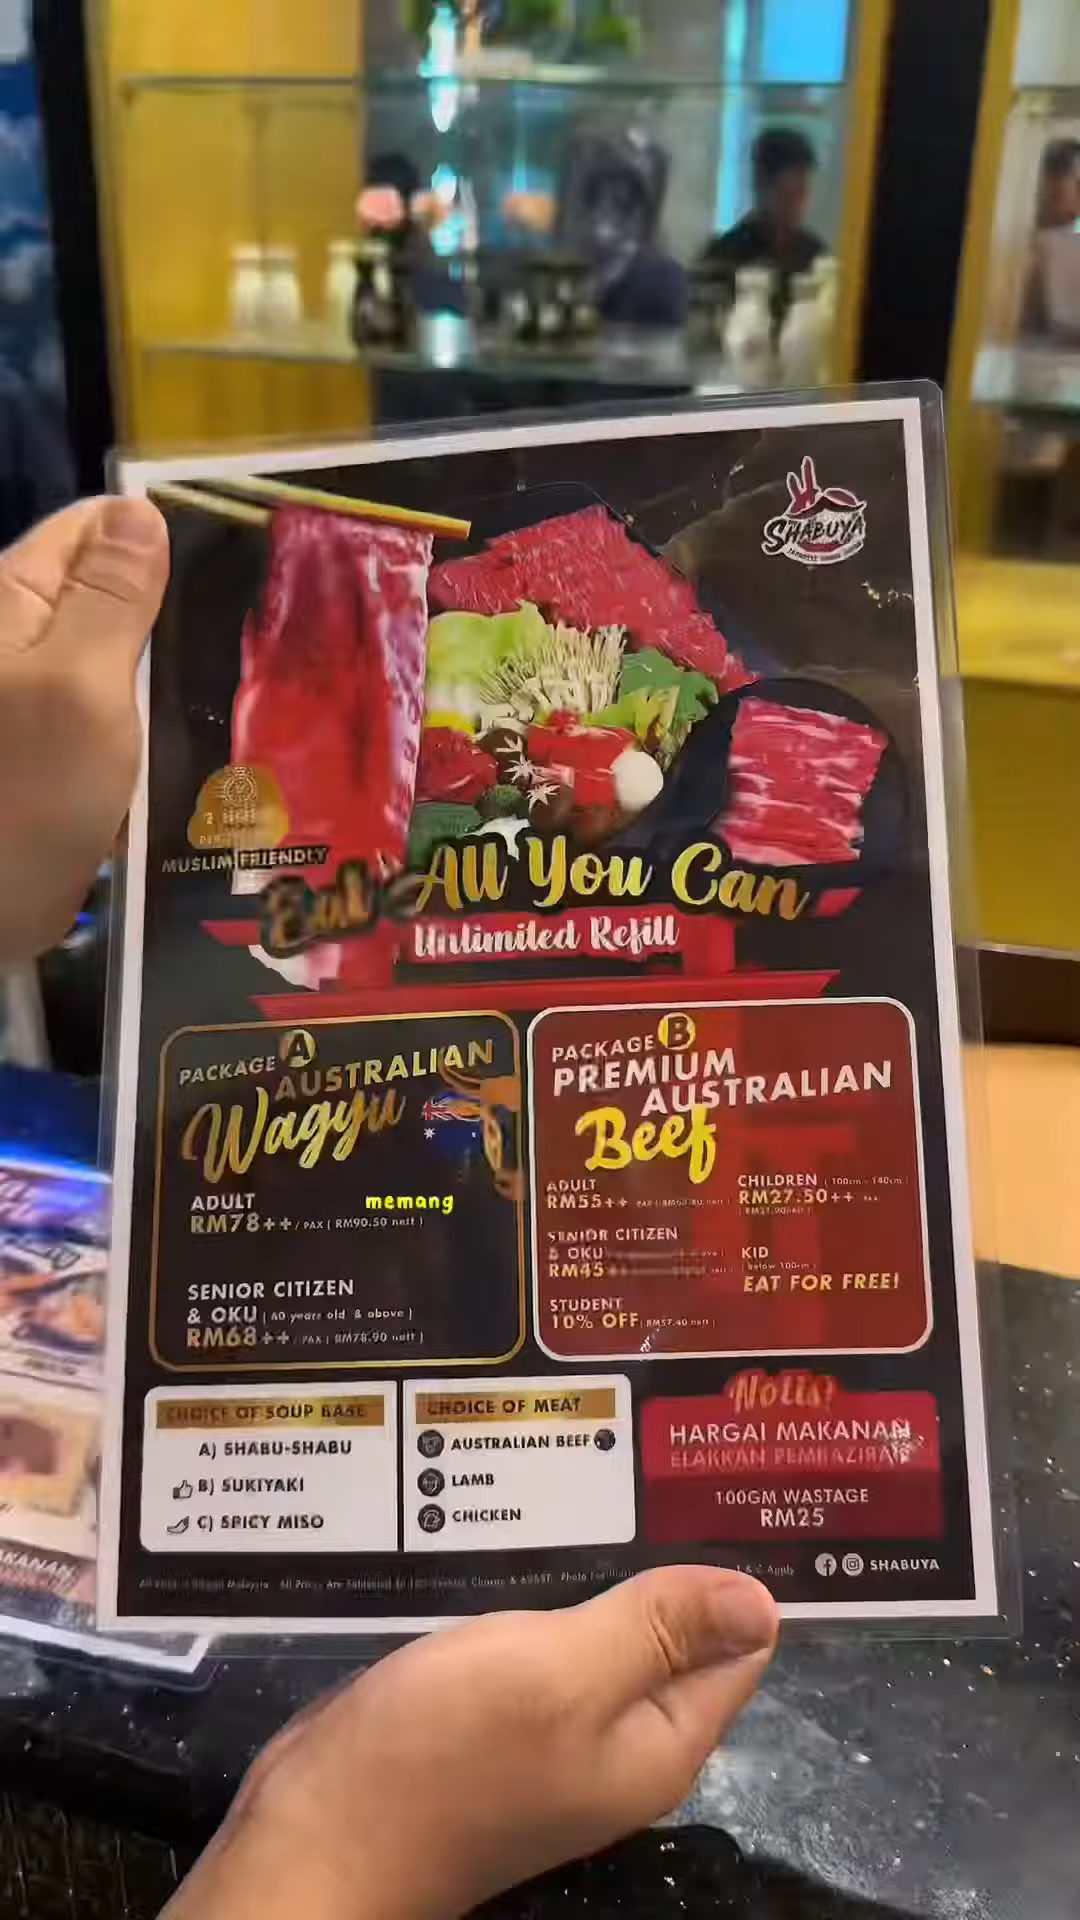 SHABUYA
MUSLIM FRIENDLY
Eat All You Can
Unlimited Refill
PACKAGE A
AUSTRALIAN
Wagyu
ADULT
RM78++/PAX ( RM90.50 nett )
memang
SENIOR CITIZEN
& OKU ( 60 years old & above )
RM68++/PAX ( RM78.90 nett )
PACKAGE B
PREMIUM
AUSTRALIAN
Beef
ADULT
RM55++
SENIOR CITIZEN
& OKU
RM45++
STUDENT
10% OFF ( RM57.40 nett )
CHILDREN ( 100cm - 140cm )
RM27.50++
KID
( below 100cm )
EAT FOR FREE!
CHOICE OF SOUP BASE
A) SHABU-SHABU
B) SUKIYAKI
C) SPICY MISO
CHOICE OF MEAT
AUSTRALIAN BEEF
LAMB
CHICKEN
Notis!
HARGAI MAKANAN
ELAKKAN PEMBAZIRAN
100GM WASTAGE
RM25
T & C Apply
SHABUYA